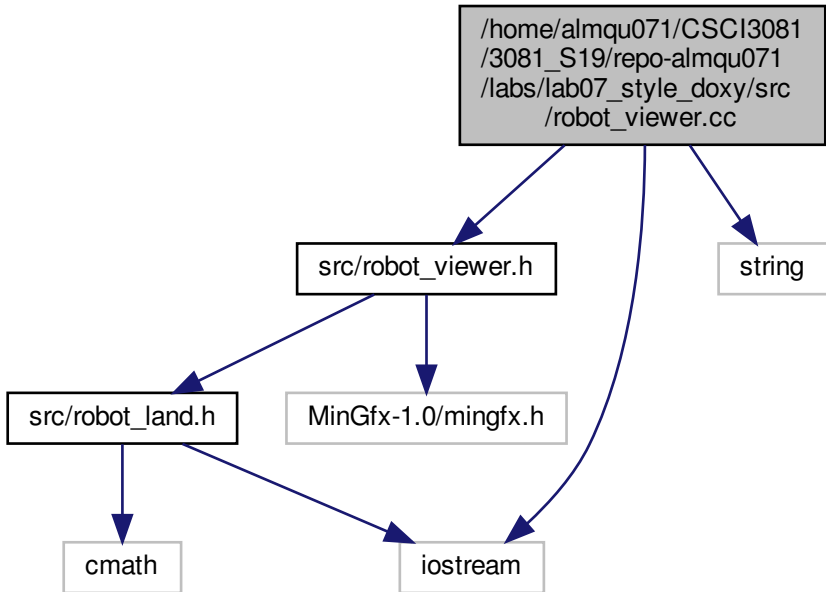 /home/almqu071/CSCI3081
/3081_S19/repo-almqu071
/labs/lab07_style_doxy/src
/robot_viewer.cc
src/robot_viewer.h
string
src/robot_land.h
MinGfx-1.0/mingfx.h
cmath
iostream